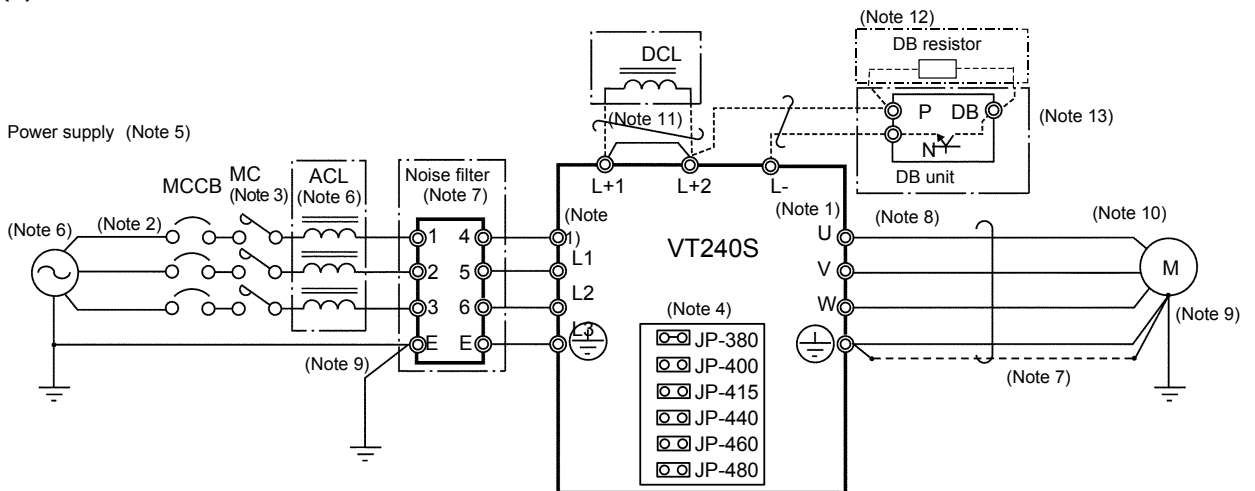 (Note 12)
DB resistor
DCL
P DB
(Note 13)
Power supply (Note 5)
(Note 11)
N
DB unit
MC
MCCB
(Note 3)
ACL
(Note 6)
Noise filter
(Note 7)
L+1 L+2 L-
(Note 6)
(Note 2)
1 4
(Note
1)
(Note 1)
U
(Note 8)
(Note 10)
VT240S
2 5
L1
V
M
3 6
L2
W
(Note 4)
(Note 9)
E E
L3
(Note 9)
JP-380
JP-400
(Note 7)
JP-415
JP-440
JP-460
JP-480